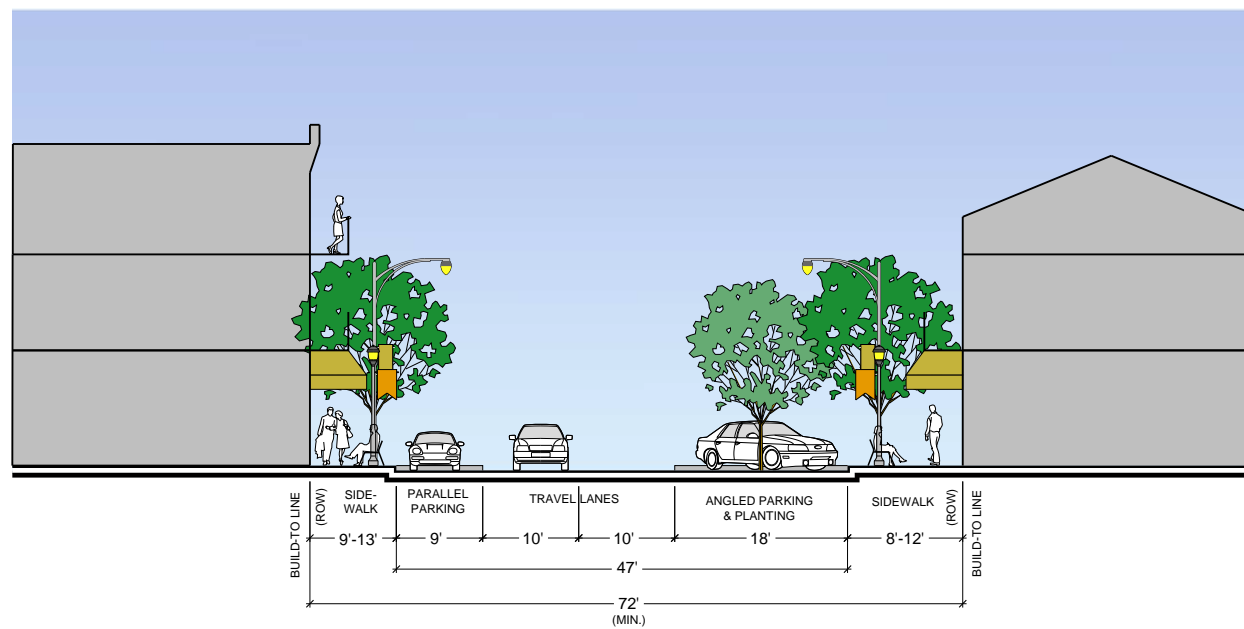 BUILD-TO LINE
(ROW)
SIDE-
WALK
PARALLEL
PARKING
TRAVEL LANES
ANGLED PARKING
& PLANTING
SIDEWALK
(ROW)
BUILD-TO LINE
9'-13'
9'
10'
10'
18'
8'-12'
47'
72'
(MIN.)